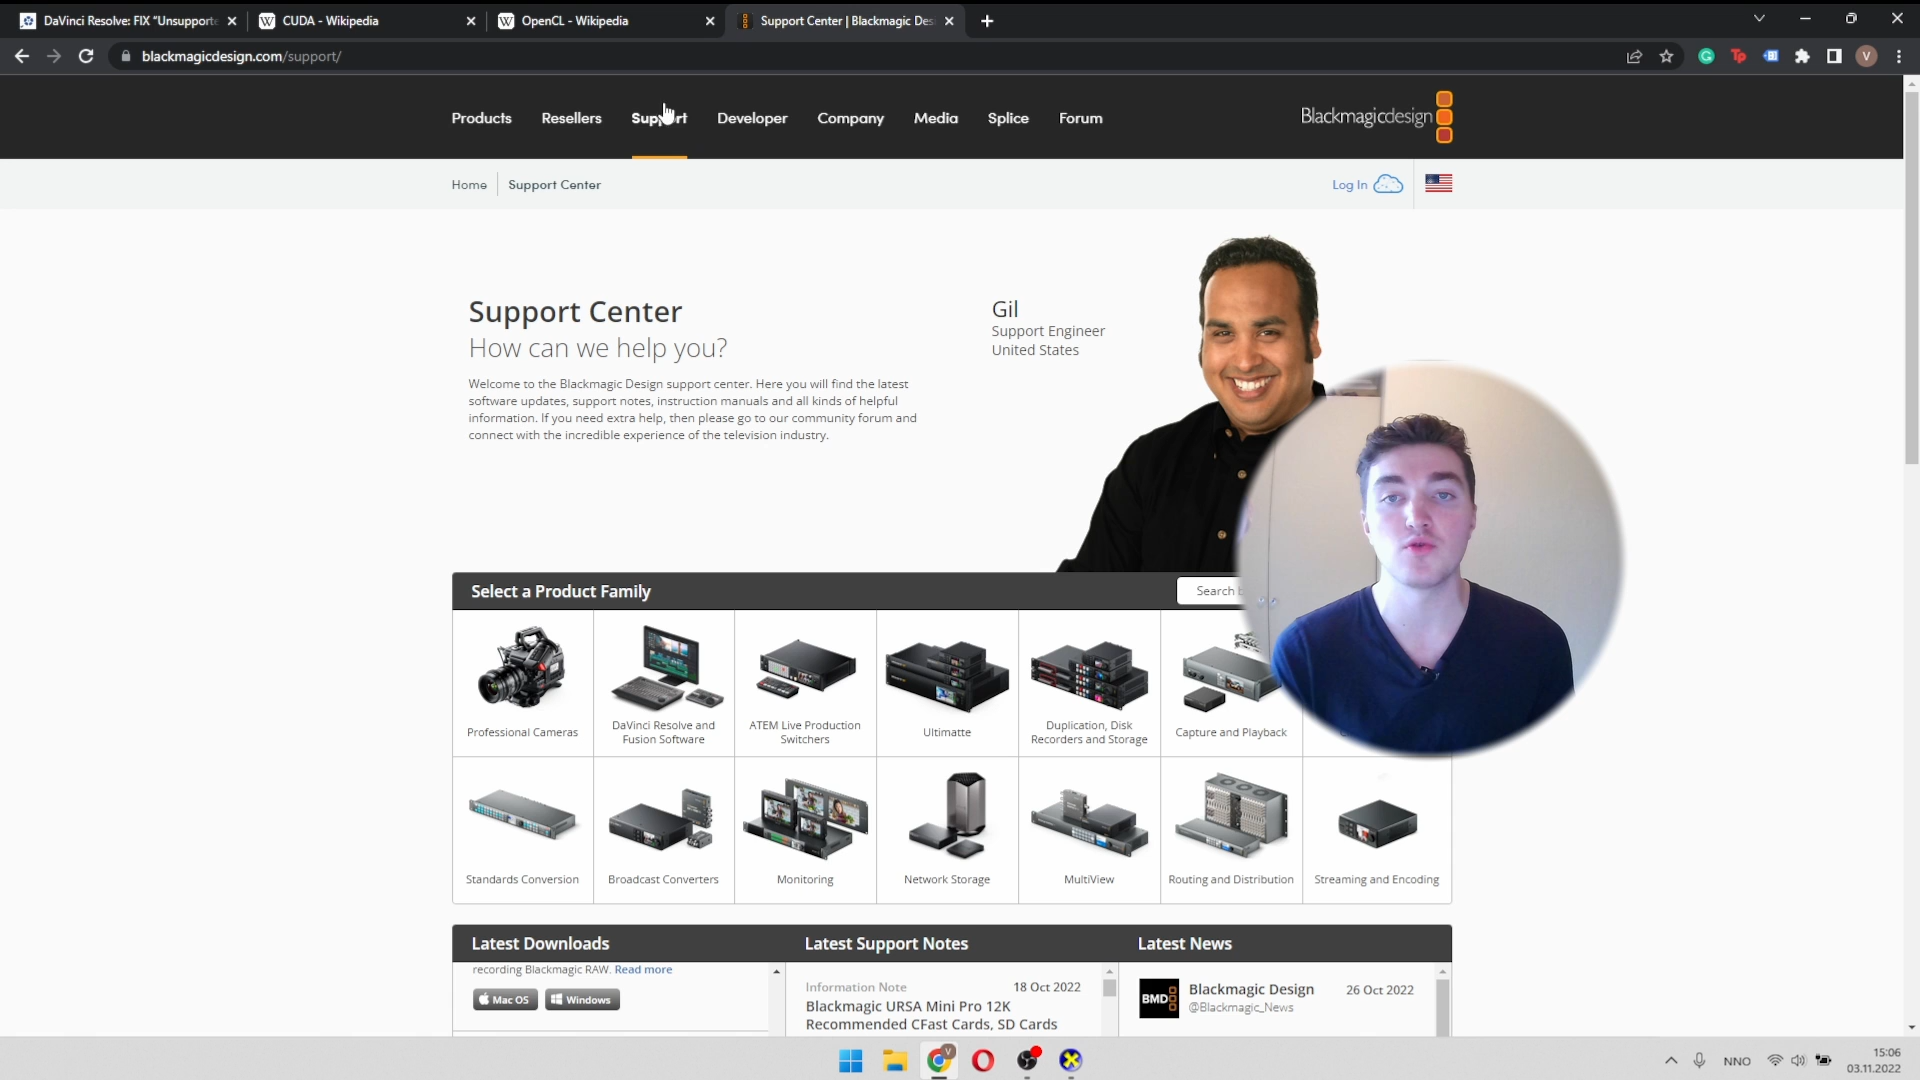 DaVinci Resolve: FIX "Unsupporte
CUDA - Wikipedia
OpenCL - Wikipedia
Support Center | Blackmagic Des
blackmagicdesign.com/support/
Tp
V
Products
Resellers
Support
Developer
Company
Media
Splice
Forum
Blackmagicdesign
Home
Support Center
Log In
Support Center
How can we help you?
Gil
Support Engineer
United States
Welcome to the Blackmagic Design support center. Here you will find the latest
software updates, support notes, instruction manuals and all kinds of helpful
information. If you need extra help, then please go to our community forum and
connect with the incredible experience of the television industry.
Select a Product Family
Search
Professional Cameras
DaVinci Resolve and
Fusion Software
ATEM Live Production
Switchers
Ultimatte
Duplication, Disk
Recorders and Storage
Capture and Playback
Standards Conversion
Broadcast Converters
Monitoring
Network Storage
MultiView
Routing and Distribution
Streaming and Encoding
Latest Downloads
Latest Support Notes
Latest News
recording Blackmagic RAW. Read more
Mac OS
Windows
Information Note
18 Oct 2022
Blackmagic URSA Mini Pro 12K
Recommended CFast Cards, SD Cards
BMD
Blackmagic Design
@Blackmagic_News
26 Oct 2022
V
NNO
15:06
03.11.2022